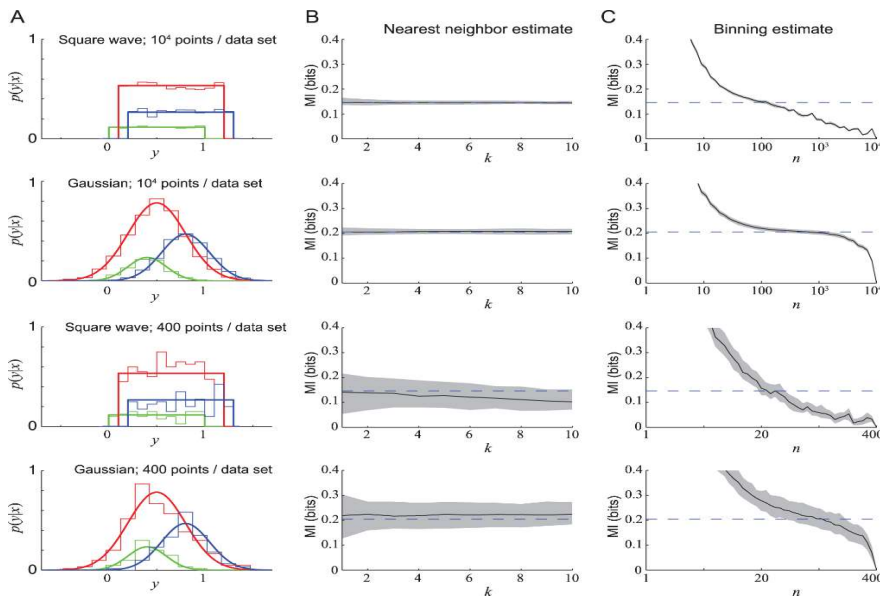 A
B
C
Nearest neighbor estimate
Binning estimate
Square wave; 10⁴ points / data set
1
p(y|x)
0
0
1
y
0.4
0.3
MI (bits)
0.2
0.1
0
2
4
6
8
10
k
0.4
0.3
MI (bits)
0.2
0.1
0
1
10
100
10³
10⁴
n
Gaussian; 10⁴ points / data set
1
p(y|x)
0
0
1
y
0.4
0.3
MI (bits)
0.2
0.1
0
2
4
6
8
10
k
0.4
0.3
MI (bits)
0.2
0.1
0
1
10
100
10³
10⁴
n
Square wave; 400 points / data set
1
p(y|x)
0
0
1
y
0.4
0.3
MI (bits)
0.2
0.1
0
2
4
6
8
10
k
0.4
0.3
MI (bits)
0.2
0.1
0
1
20
400
n
Gaussian; 400 points / data set
1
p(y|x)
0
0
1
y
0.4
0.3
MI (bits)
0.2
0.1
0
2
4
6
8
10
k
0.4
0.3
MI (bits)
0.2
0.1
0
1
20
400
n